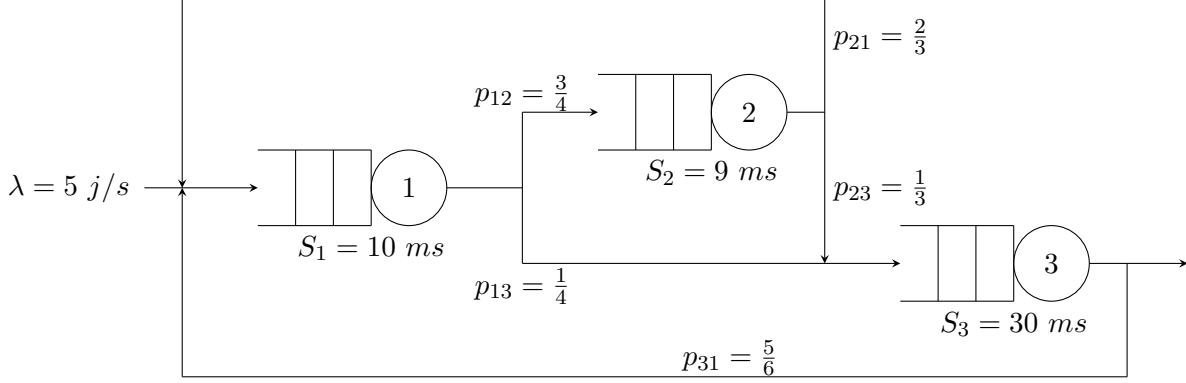 p₂₁ = 2/3
p₁₂ = 3/4
2
S₂ = 9 ms
λ = 5 j/s
1
p₂₃ = 1/3
S₁ = 10 ms
3
p₁₃ = 1/4
S₃ = 30 ms
p₃₁ = 5/6